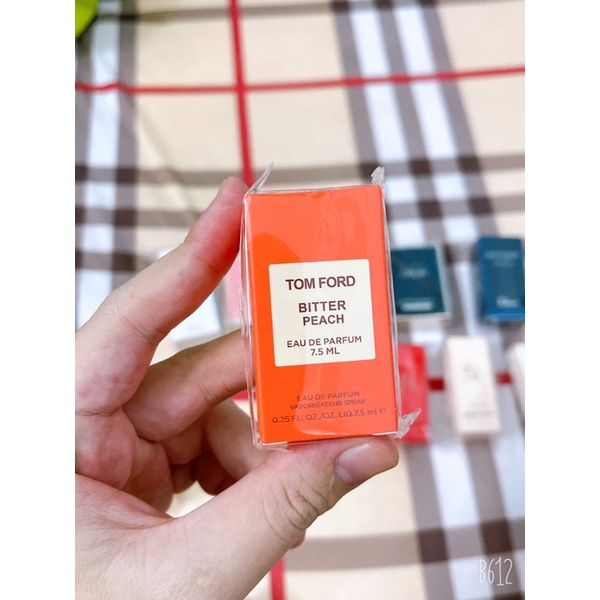 TOM FORD
BITTER
PEACH
EAU DE PARFUM
7.5 ML
EAU DE PARFUM
VAPORISATEUR SPRAY
0.25 FL. OZ./OZ. LIQ.7.5 ml e
B612